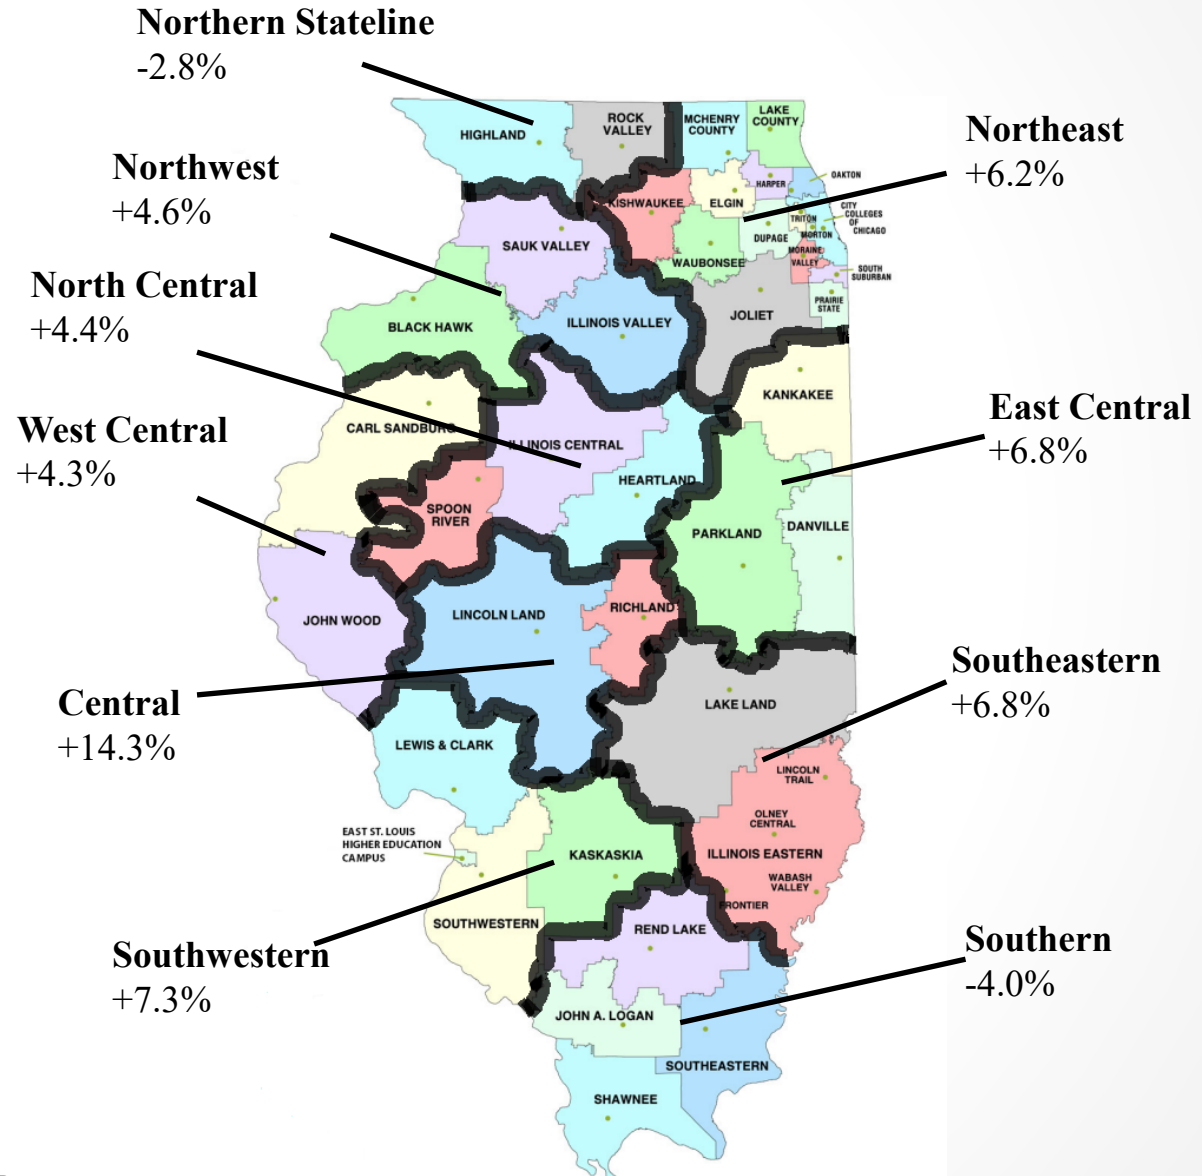 Northern Stateline
-2.8%
Northwest
+4.6%
North Central
+4.4%
West Central
+4.3%
Central
+14.3%
Southwestern
+7.3%
Northeast
+6.2%
East Central
+6.8%
Southeastern
+6.8%
Southern
-4.0%
HIGHLAND
ROCK
VALLEY
MCHENRY
COUNTY
LAKE
COUNTY
KISHWAUKEE
ELGIN
HARPER
OAKTON
CITY
COLLEGES
OF
CHICAGO
TRITON
MORTON
DUPAGE
MORAINE
VALLEY
SOUTH
SUBURBAN
PRAIRIE
STATE
WAUBONSEE
JOLIET
SAUK VALLEY
BLACK HAWK
ILLINOIS VALLEY
KANKAKEE
CARL SANDBURG
ILLINOIS CENTRAL
HEARTLAND
SPOON
RIVER
PARKLAND
DANVILLE
JOHN WOOD
LINCOLN LAND
RICHLAND
LAKE LAND
LEWIS & CLARK
LINCOLN
TRAIL
OLNEY
CENTRAL
ILLINOIS EASTERN
WABASH
VALLEY
FRONTIER
EAST ST. LOUIS
HIGHER EDUCATION
CAMPUS
KASKASKIA
SOUTHWESTERN
REND LAKE
JOHN A. LOGAN
SOUTHEASTERN
SHAWNEE